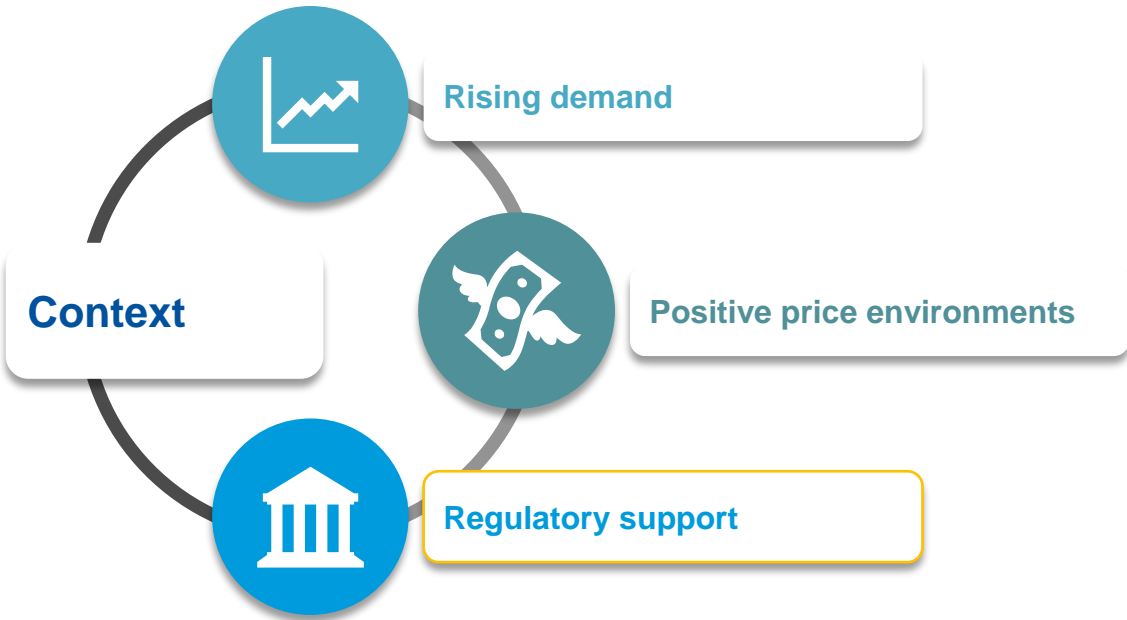 Rising demand
Context
Positive price environments
Regulatory support